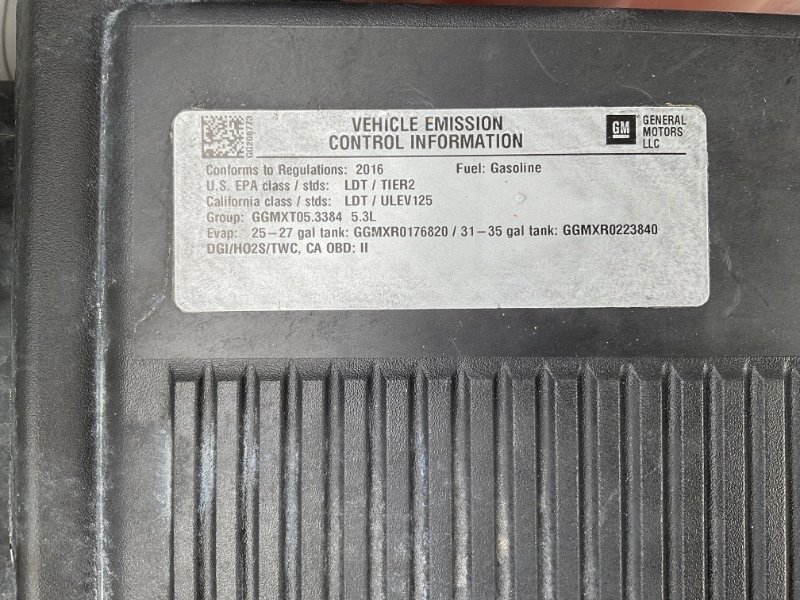 VEHICLE EMISSION
CONTROL INFORMATION
GM
GENERAL
MOTORS
LLC
Conforms to Regulations: 2016 Fuel: Gasoline
U.S. EPA class / stds: LDT / TIER2
California class / stds: LDT / ULEV125
Group: GGMXT05.3384 5.3L
Evap: 25–27 gal tank: GGMXR0176820 / 31–35 gal tank: GGMXR0223840
DGI/HO2S/TWC, CA OBD: II